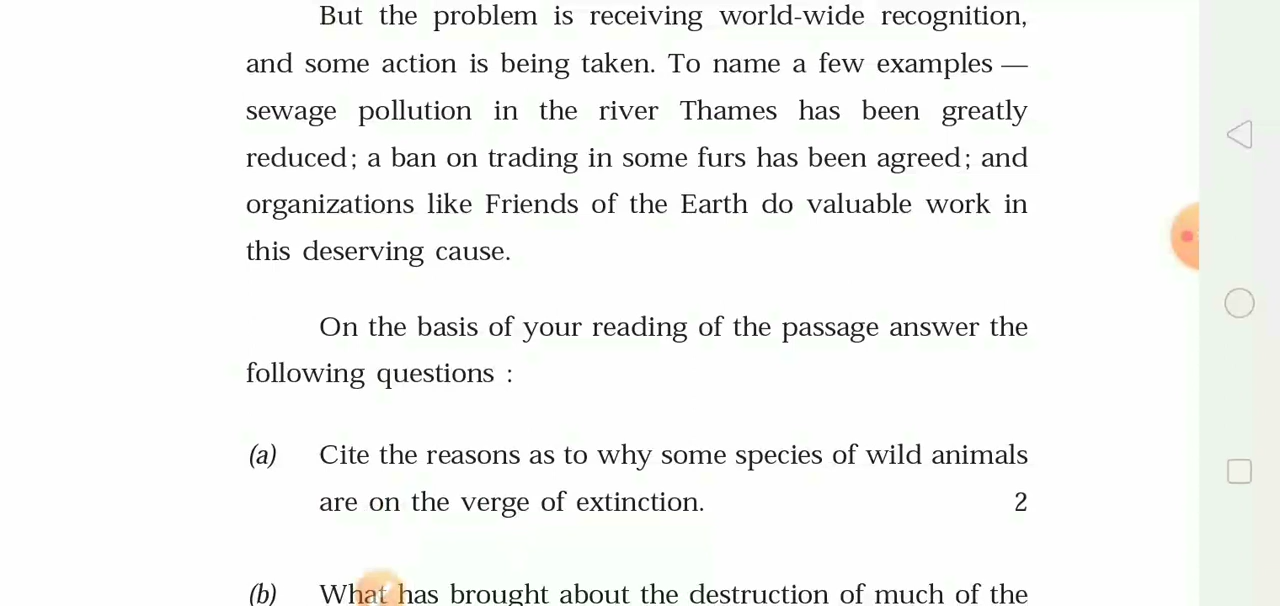 But the problem is receiving world-wide recognition,
and some action is being taken. To name a few examples —
sewage pollution in the river Thames has been greatly
reduced; a ban on trading in some furs has been agreed; and
organizations like Friends of the Earth do valuable work in
this deserving cause.
On the basis of your reading of the passage answer the
following questions :
(a) Cite the reasons as to why some species of wild animals
are on the verge of extinction. 2
(b) What has brought about the destruction of much of the